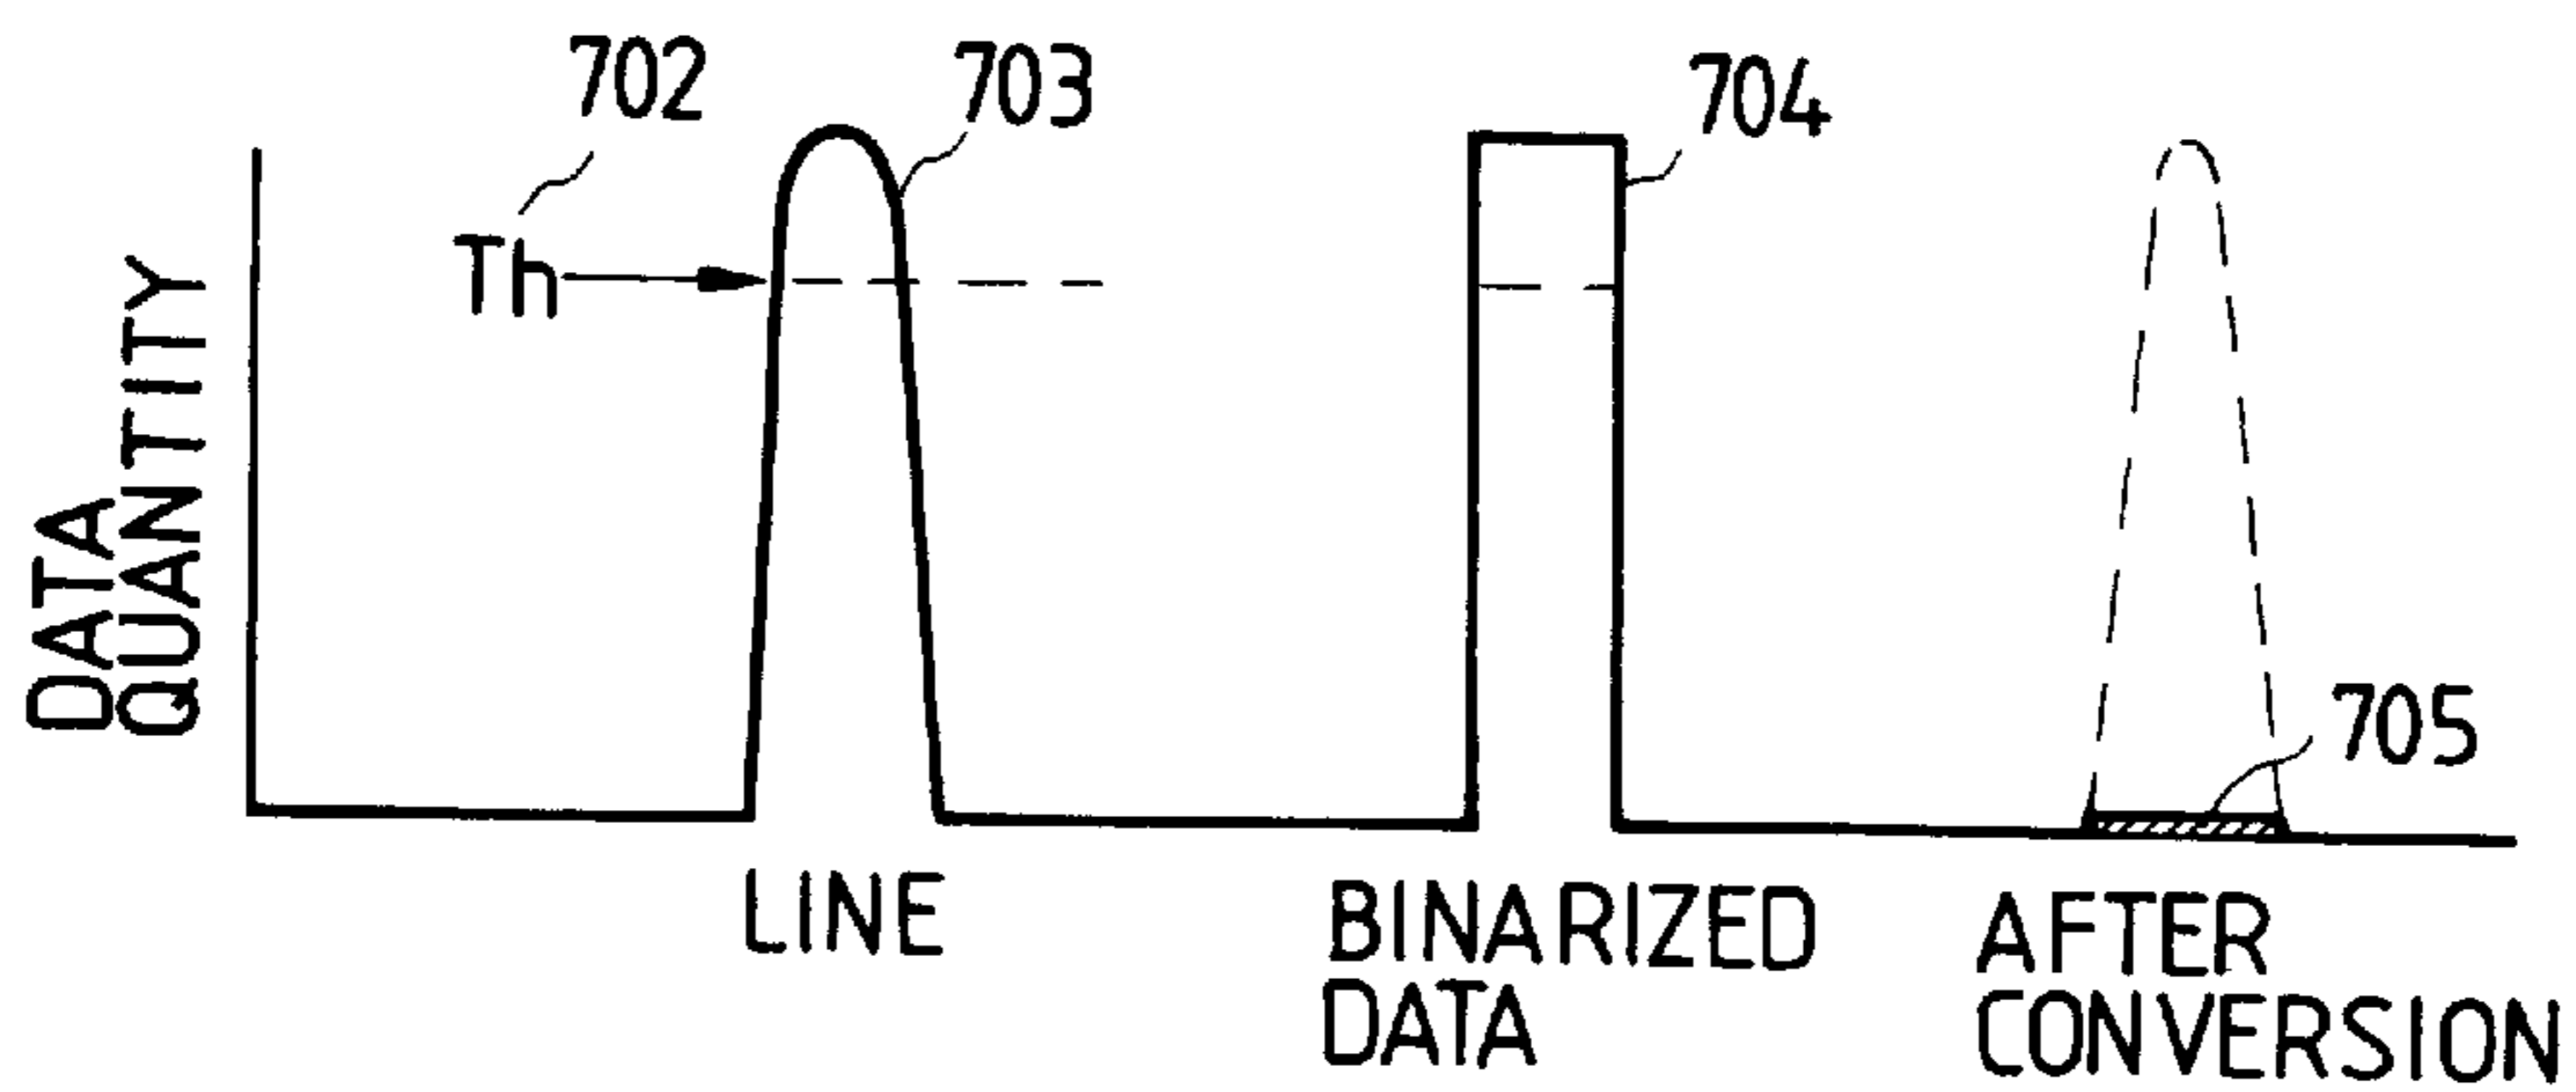 702
703
704
Th
DATA
QUANTITY
705
LINE
BINARIZED
DATA
AFTER
CONVERSION